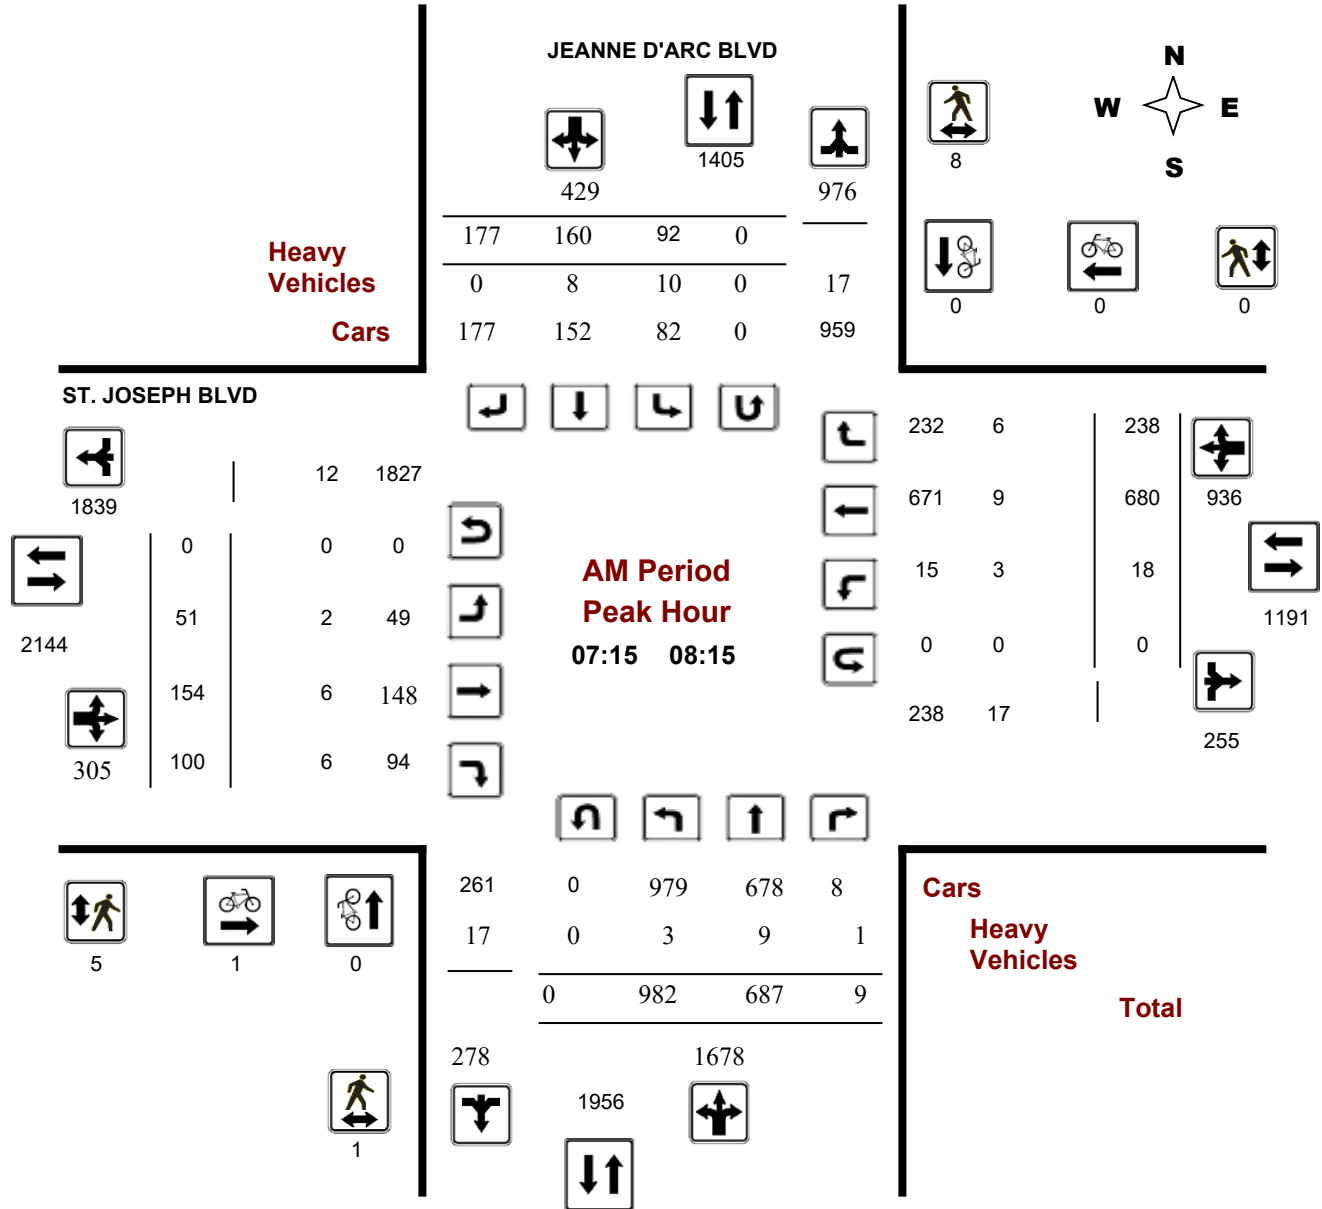 JEANNE D'ARC BLVD
N
W E
S
1405
8
429
976
177 160 92 0
Heavy
Vehicles
0 8 10 0 17
0 0 0
Cars
177 152 82 0 959
ST. JOSEPH BLVD
232 6 238
12 1827
1839
671 9 680 936
0 0 0
AM Period
15 3 18
Peak Hour
51 2 49
1191
2144
07:15 08:15
0 0 0
154 6 148
238 17
255
305
100 6 94
261 0 979 678 8
Cars
17 0 3 9 1
Heavy
Vehicles
5 1 0
0 982 687 9
Total
278 1678
1956
1